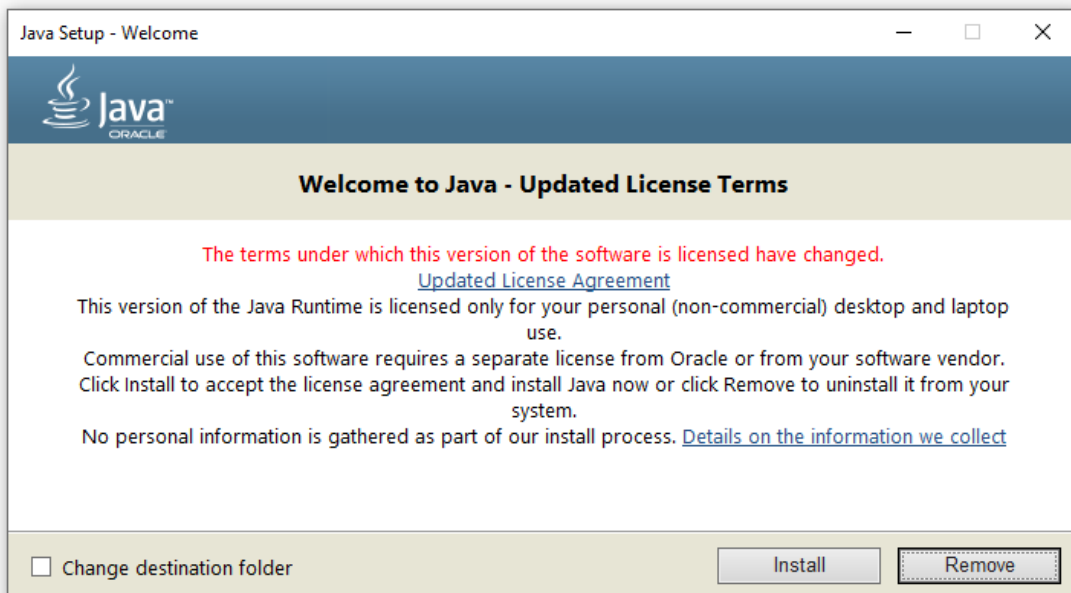 Java Setup - Welcome
Java™
ORACLE
Welcome to Java - Updated License Terms
The terms under which this version of the software is licensed have changed.
Updated License Agreement
This version of the Java Runtime is licensed only for your personal (non-commercial) desktop and laptop
use.
Commercial use of this software requires a separate license from Oracle or from your software vendor.
Click Install to accept the license agreement and install Java now or click Remove to uninstall it from your
system.
No personal information is gathered as part of our install process. Details on the information we collect
Change destination folder
Install
Remove